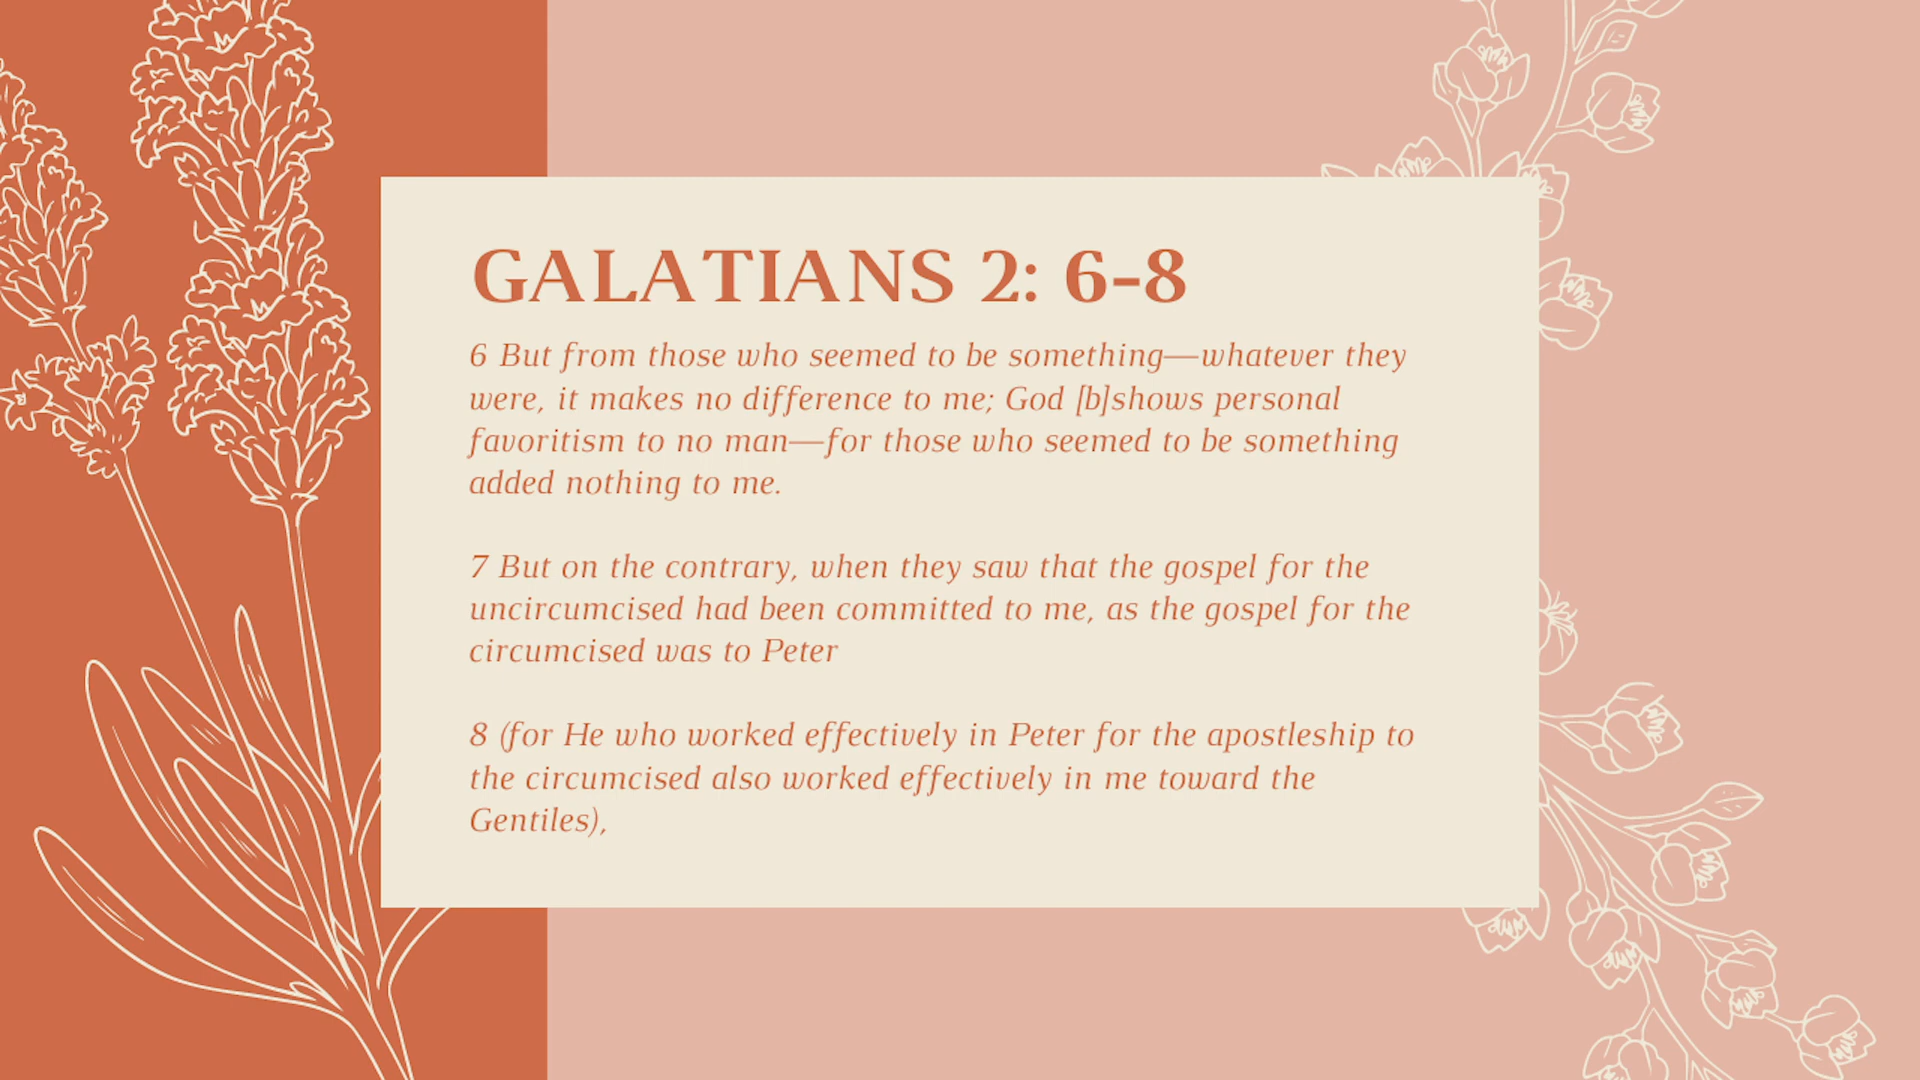 GALATIANS 2: 6-8
6 But from those who seemed to be something—whatever they
were, it makes no difference to me; God [b]shows personal
favoritism to no man—for those who seemed to be something
added nothing to me.
7 But on the contrary, when they saw that the gospel for the
uncircumcised had been committed to me, as the gospel for the
circumcised was to Peter
8 (for He who worked effectively in Peter for the apostleship to
the circumcised also worked effectively in me toward the
Gentiles),